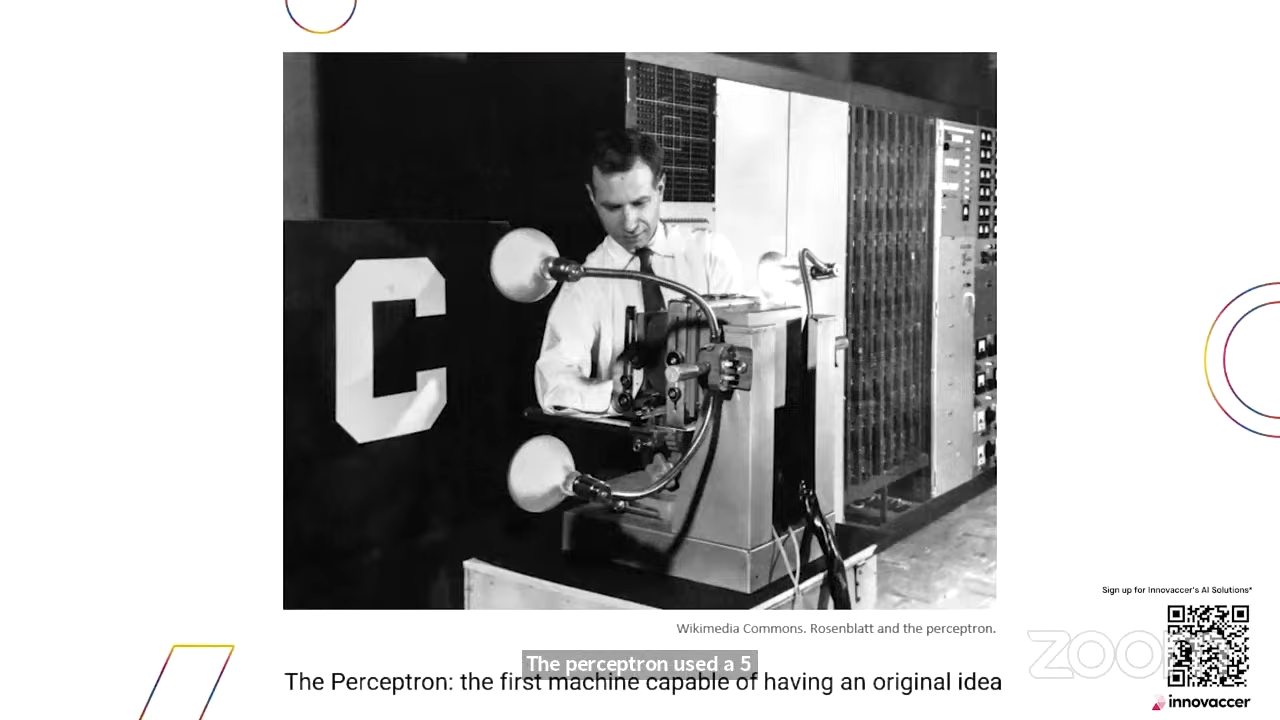 C
Wikimedia Commons. Rosenblatt and the perceptron.
The perceptron used a 5
The Perceptron: the first machine capable of having an original idea
Sign up for Innovaccer's AI Solutions*
zoom
innovaccer